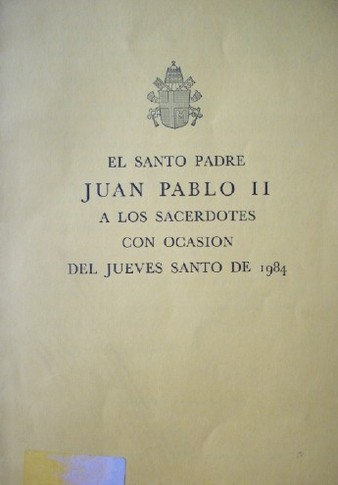 EL SANTO PADRE
JUAN PABLO II
A LOS SACERDOTES
CON OCASION
DEL JUEVES SANTO DE 1984